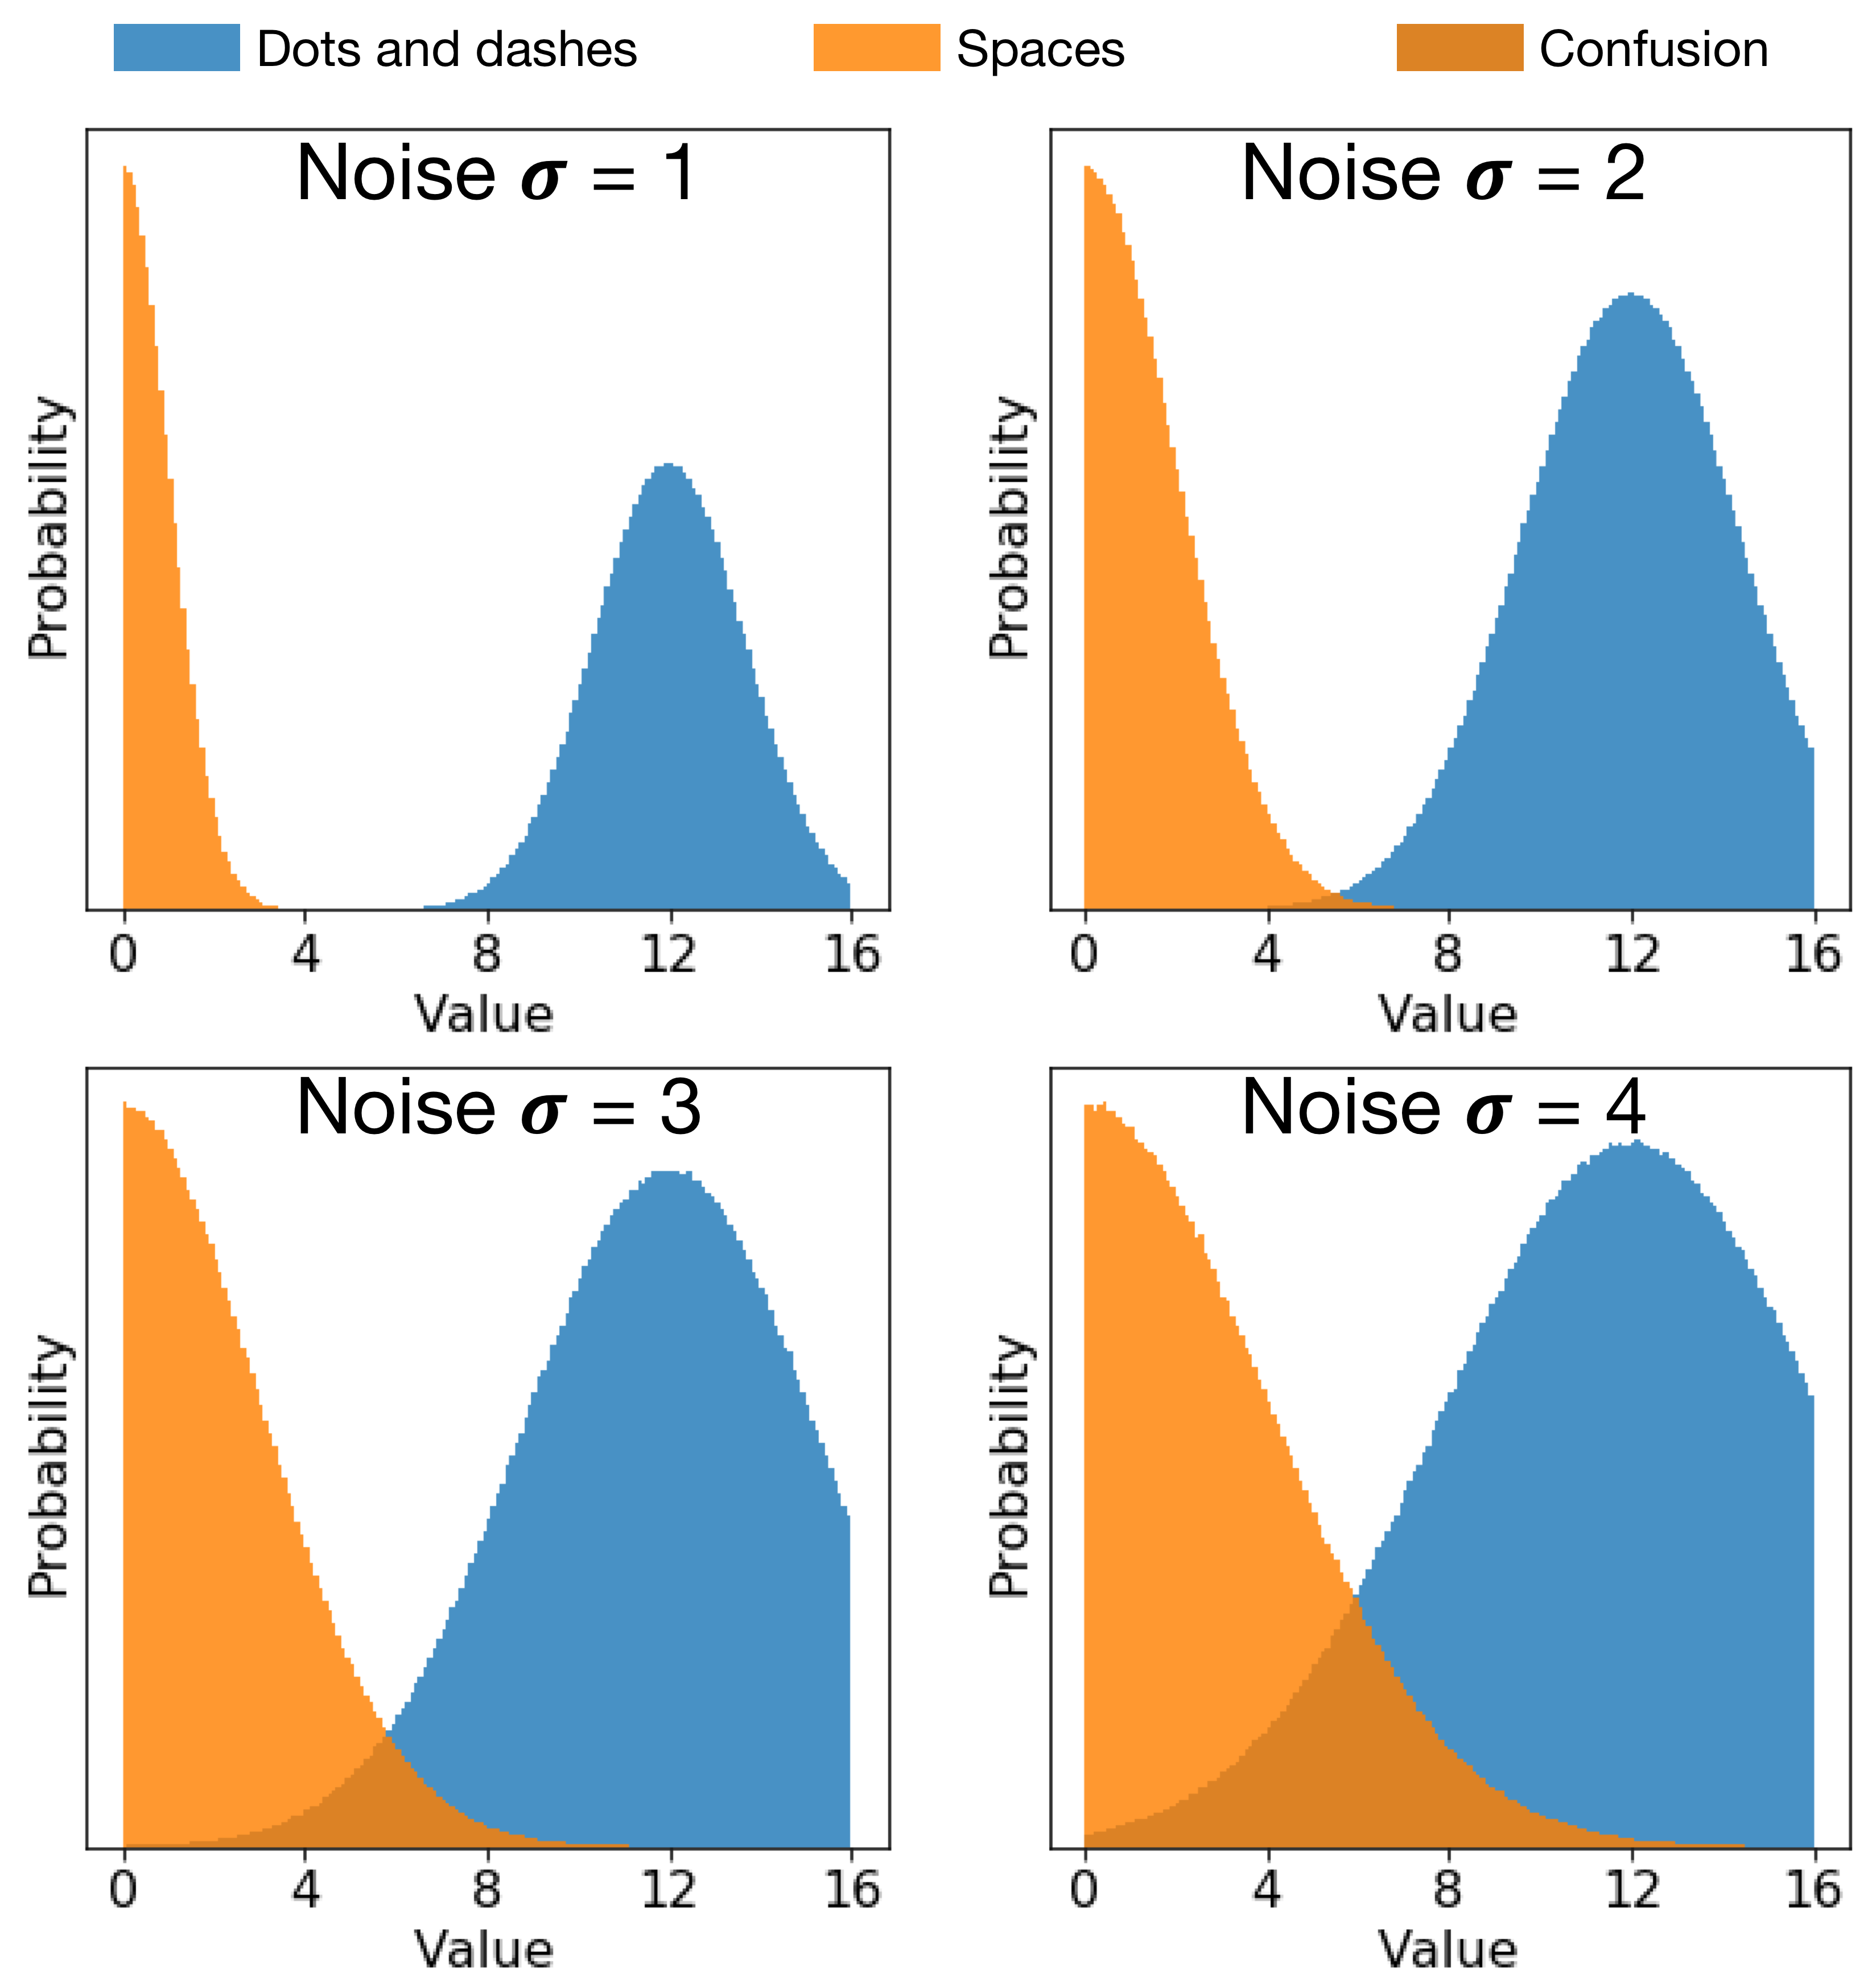 Dots and dashes
Spaces
Confusion
Noise σ = 1
Probability
0 4 8 12 16
Value
Noise σ = 2
Probability
0 4 8 12 16
Value
Noise σ = 3
Probability
0 4 8 12 16
Value
Noise σ = 4
Probability
0 4 8 12 16
Value